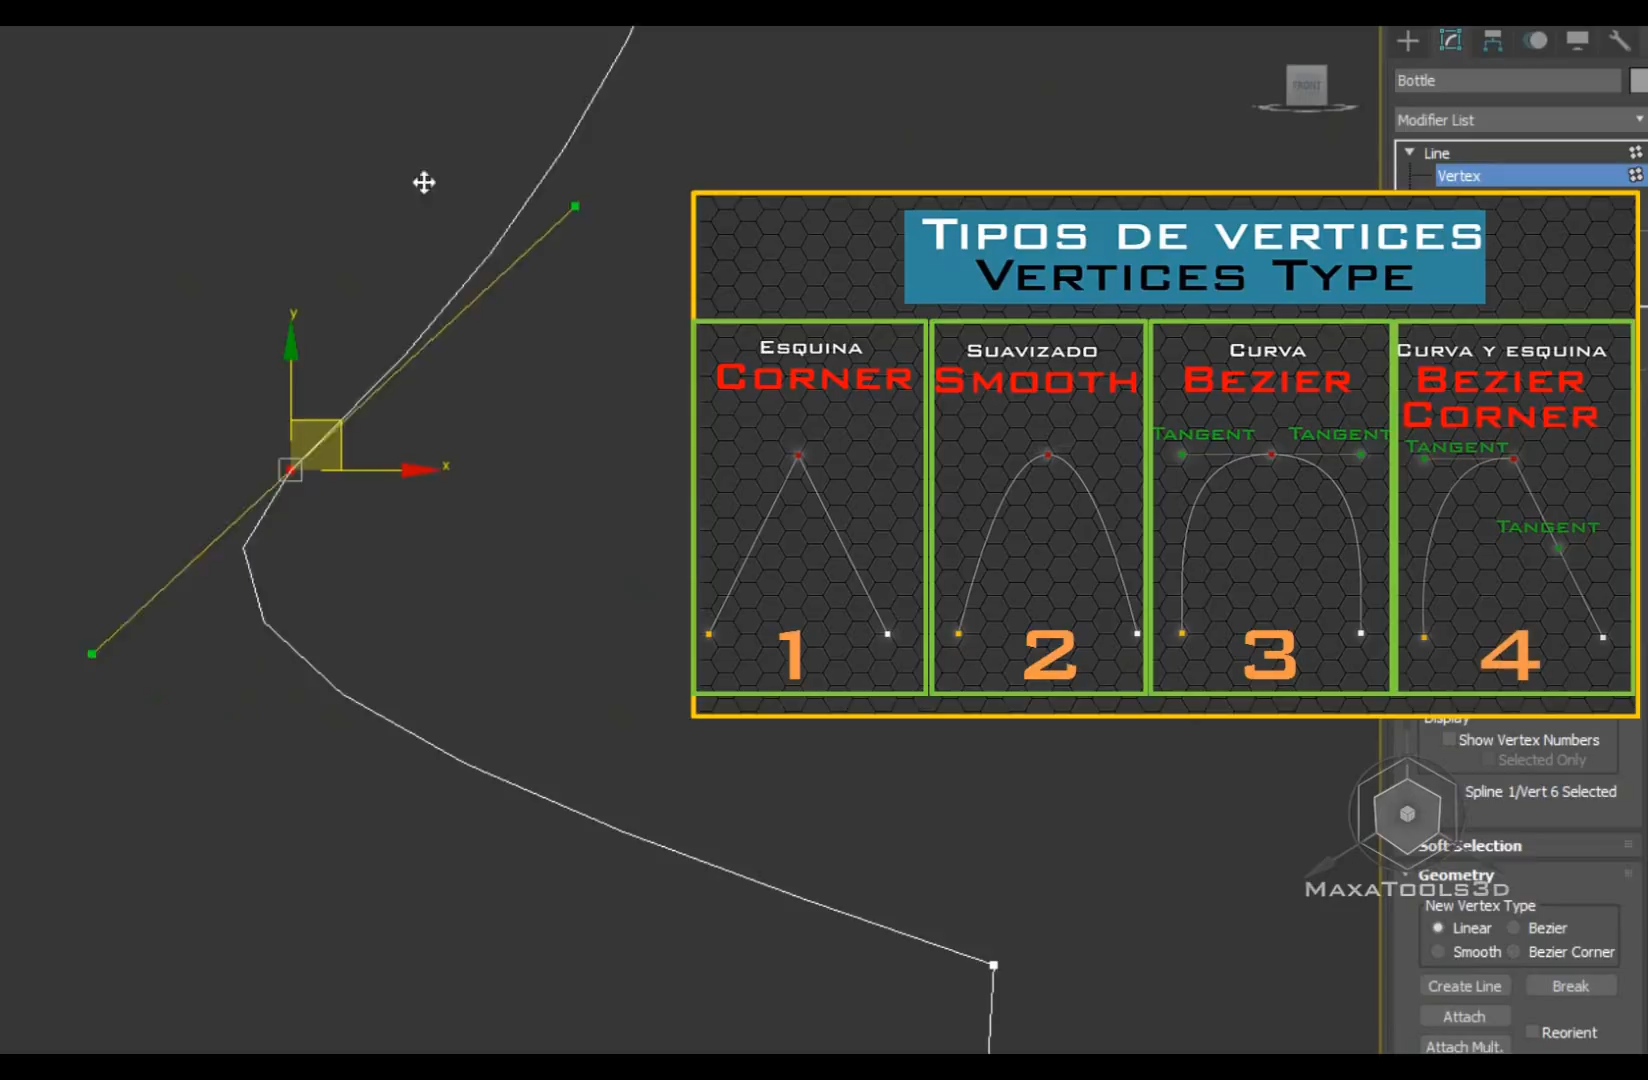 FRONT
Bottle
Modifier List
Line
Vertex
TIPOS DE VERTICES
VERTICES TYPE
ESQUINA
CORNER
SUAVIZADO
SMOOTH
CURVA
BEZIER
CURVA Y ESQUINA
BEZIER
CORNER
TANGENT TANGENT
TANGENT
TANGENT
1
2
3
4
y
x
Display
Show Vertex Numbers
Selected Only
Spline 1/Vert 6 Selected
Soft Selection
Geometry
MAXATOOLS3D
New Vertex Type
Linear Bezier
Smooth Bezier Corner
Create Line Break
Attach
Reorient
Attach Mult.